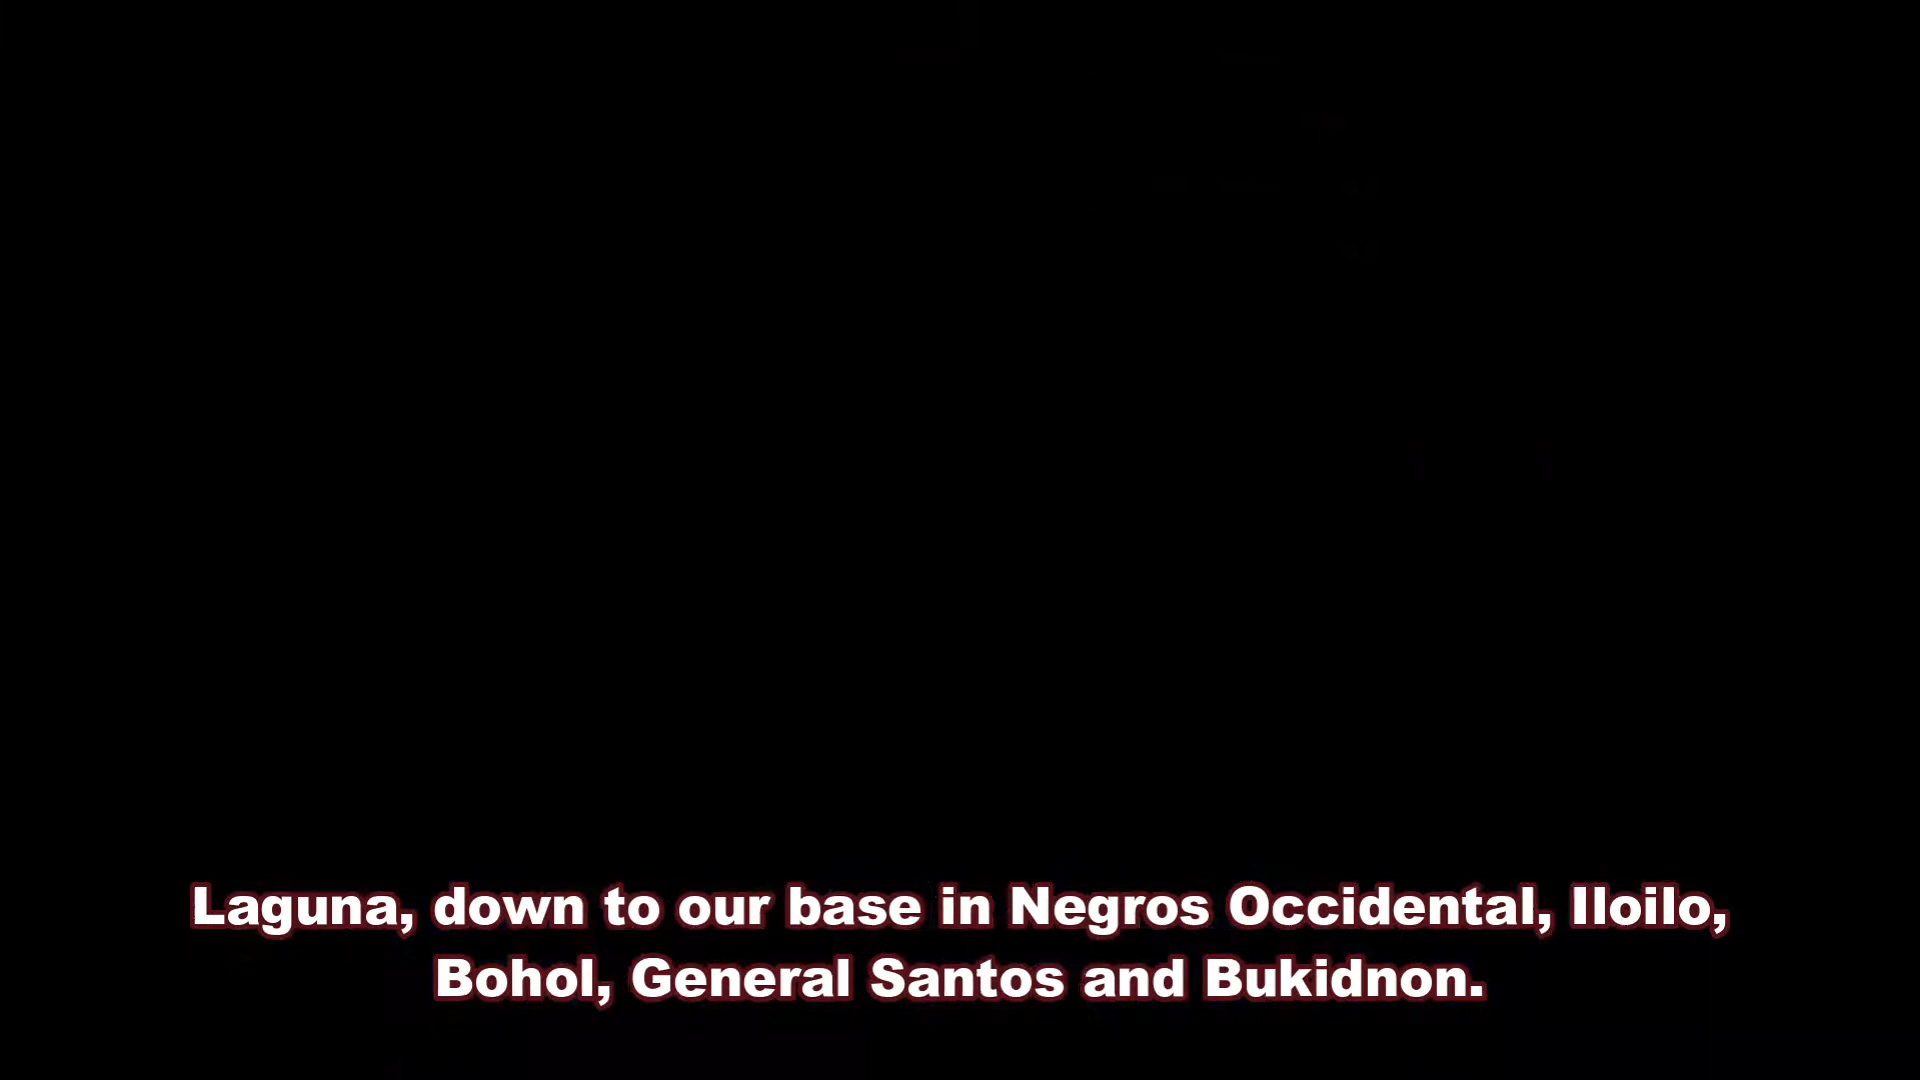 Laguna, down to our base in Negros Occidental, Iloilo,
Bohol, General Santos and Bukidnon.